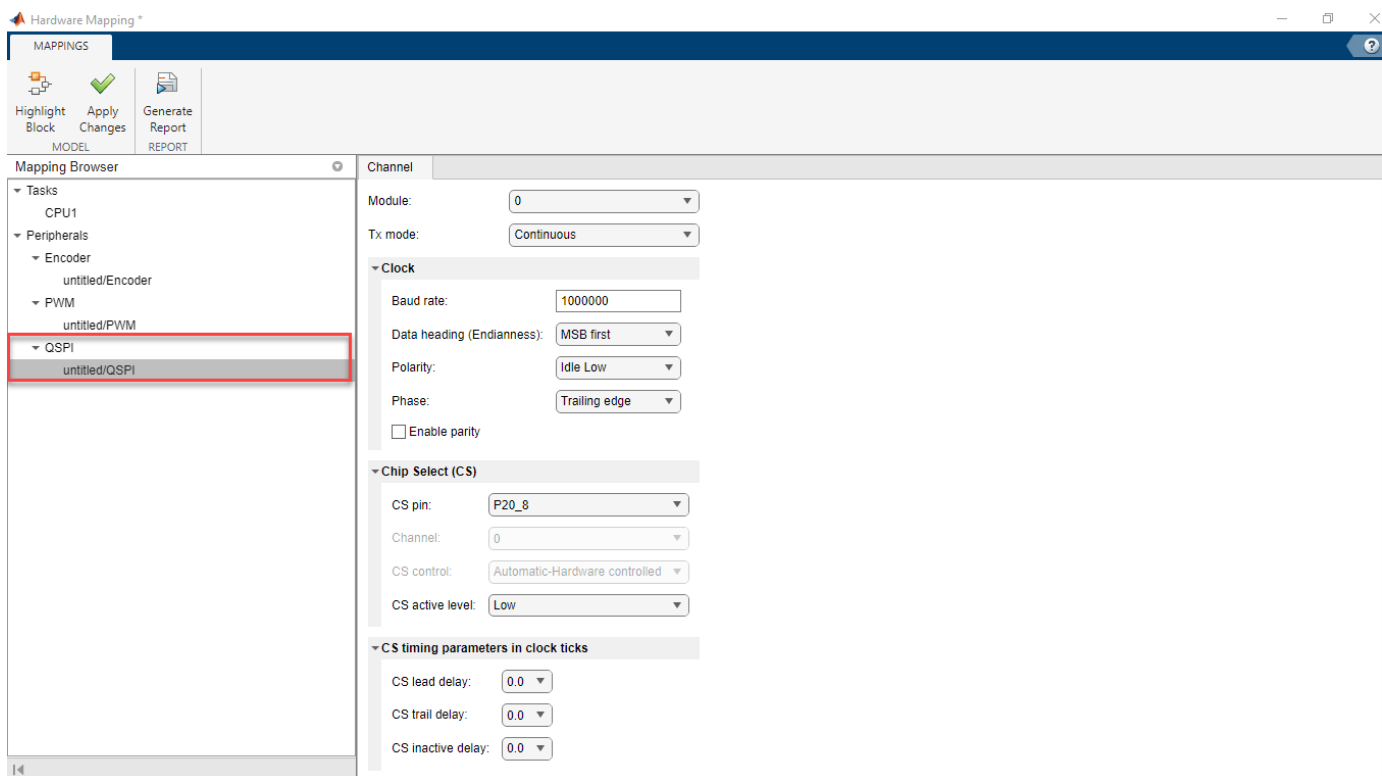 Hardware Mapping *
MAPPINGS
?
Highlight Block
Apply Changes
Generate Report
MODEL
REPORT
Mapping Browser
Tasks
CPU1
Peripherals
Encoder
untitled/Encoder
PWM
untitled/PWM
QSPI
untitled/QSPI
Channel
Module: 0
Tx mode: Continuous
Clock
Baud rate: 1000000
Data heading (Endianness): MSB first
Polarity: Idle Low
Phase: Trailing edge
Enable parity
Chip Select (CS)
CS pin: P20_8
Channel: 0
CS control: Automatic-Hardware controlled
CS active level: Low
CS timing parameters in clock ticks
CS lead delay: 0.0
CS trail delay: 0.0
CS inactive delay: 0.0